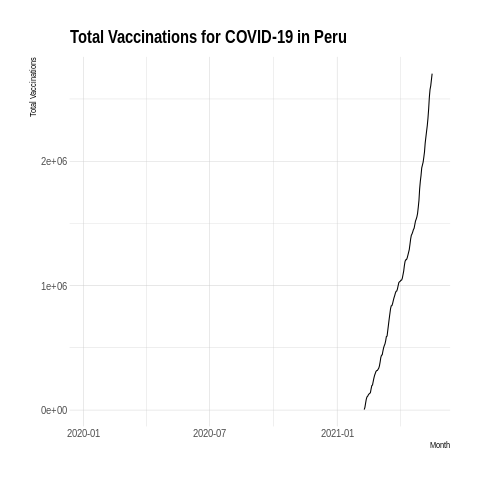 Total Vaccinations for COVID-19 in Peru
Total Vaccinations
2e+06
1e+06
0e+00
2020-01
2020-07
2021-01
Month